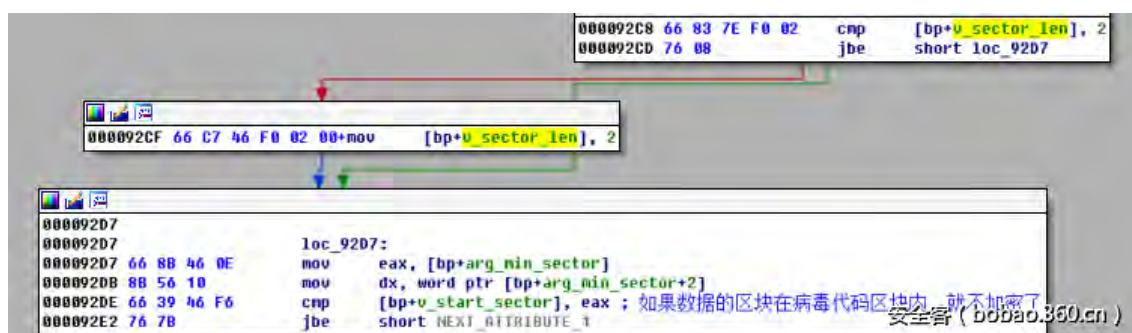 000092C8 66 83 7E F0 02 cmp [bp+v_sector_len], 2
000092CD 76 08 jbe short loc_92D7
000092CF 66 C7 46 F0 02 00+mov [bp+v_sector_len], 2
000092D7
000092D7 loc_92D7:
000092D7 66 8B 46 0E mov eax, [bp+arg_min_sector]
000092DB 8B 56 10 mov dx, word ptr [bp+arg_min_sector+2]
000092DE 66 39 46 F6 cmp [bp+v_start_sector], eax ; 如果数据的区块在病毒代码区块内，就不加密了
000092E2 76 7B jbe short NEXT_ATTRIBUTE_t
安全客 ( bobao.360.cn )